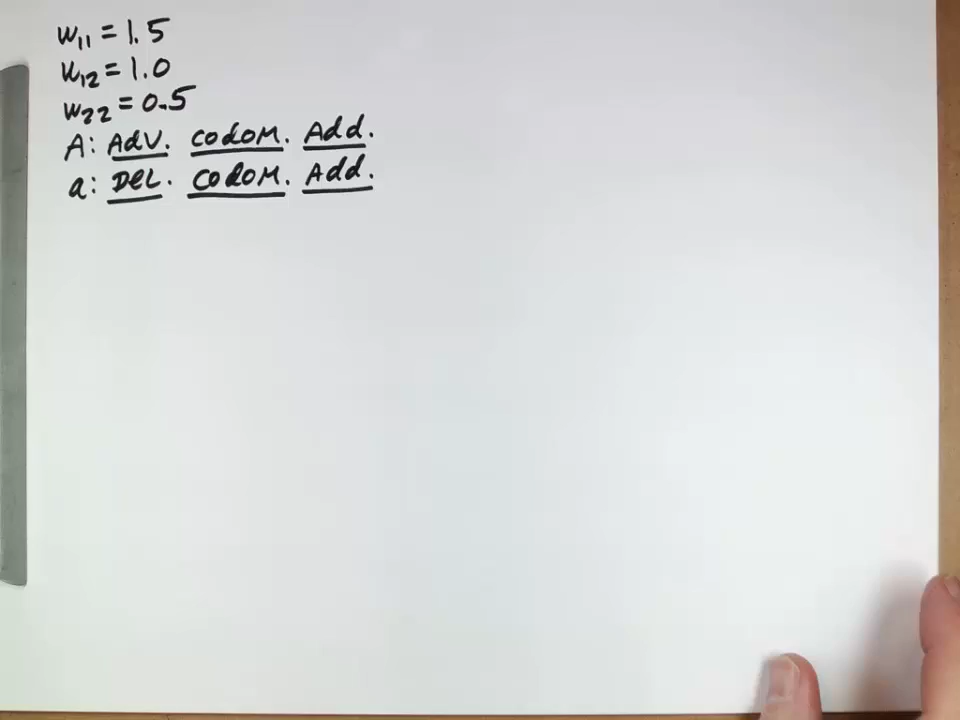 w11 = 1.5
w12 = 1.0
w22 = 0.5
A: Adv. codom. Add.
a: Del. codom. Add.